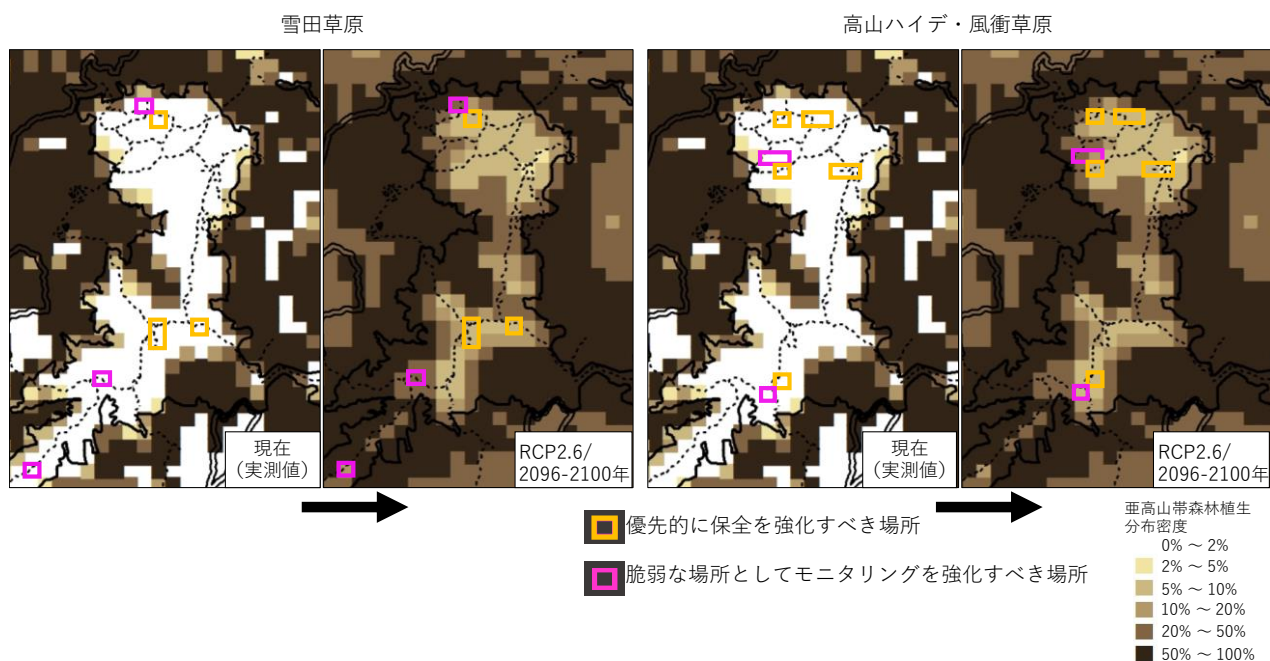 雪田草原
高山ハイデ・風衝草原
現在
（実測値）
RCP2.6/
2096-2100年
現在
（実測値）
RCP2.6/
2096-2100年
優先的に保全を強化すべき場所
脆弱な場所としてモニタリングを強化すべき場所
亜高山帯森林植生
分布密度
0% ～ 2%
2% ～ 5%
5% ～ 10%
10% ～ 20%
20% ～ 50%
50% ～ 100%